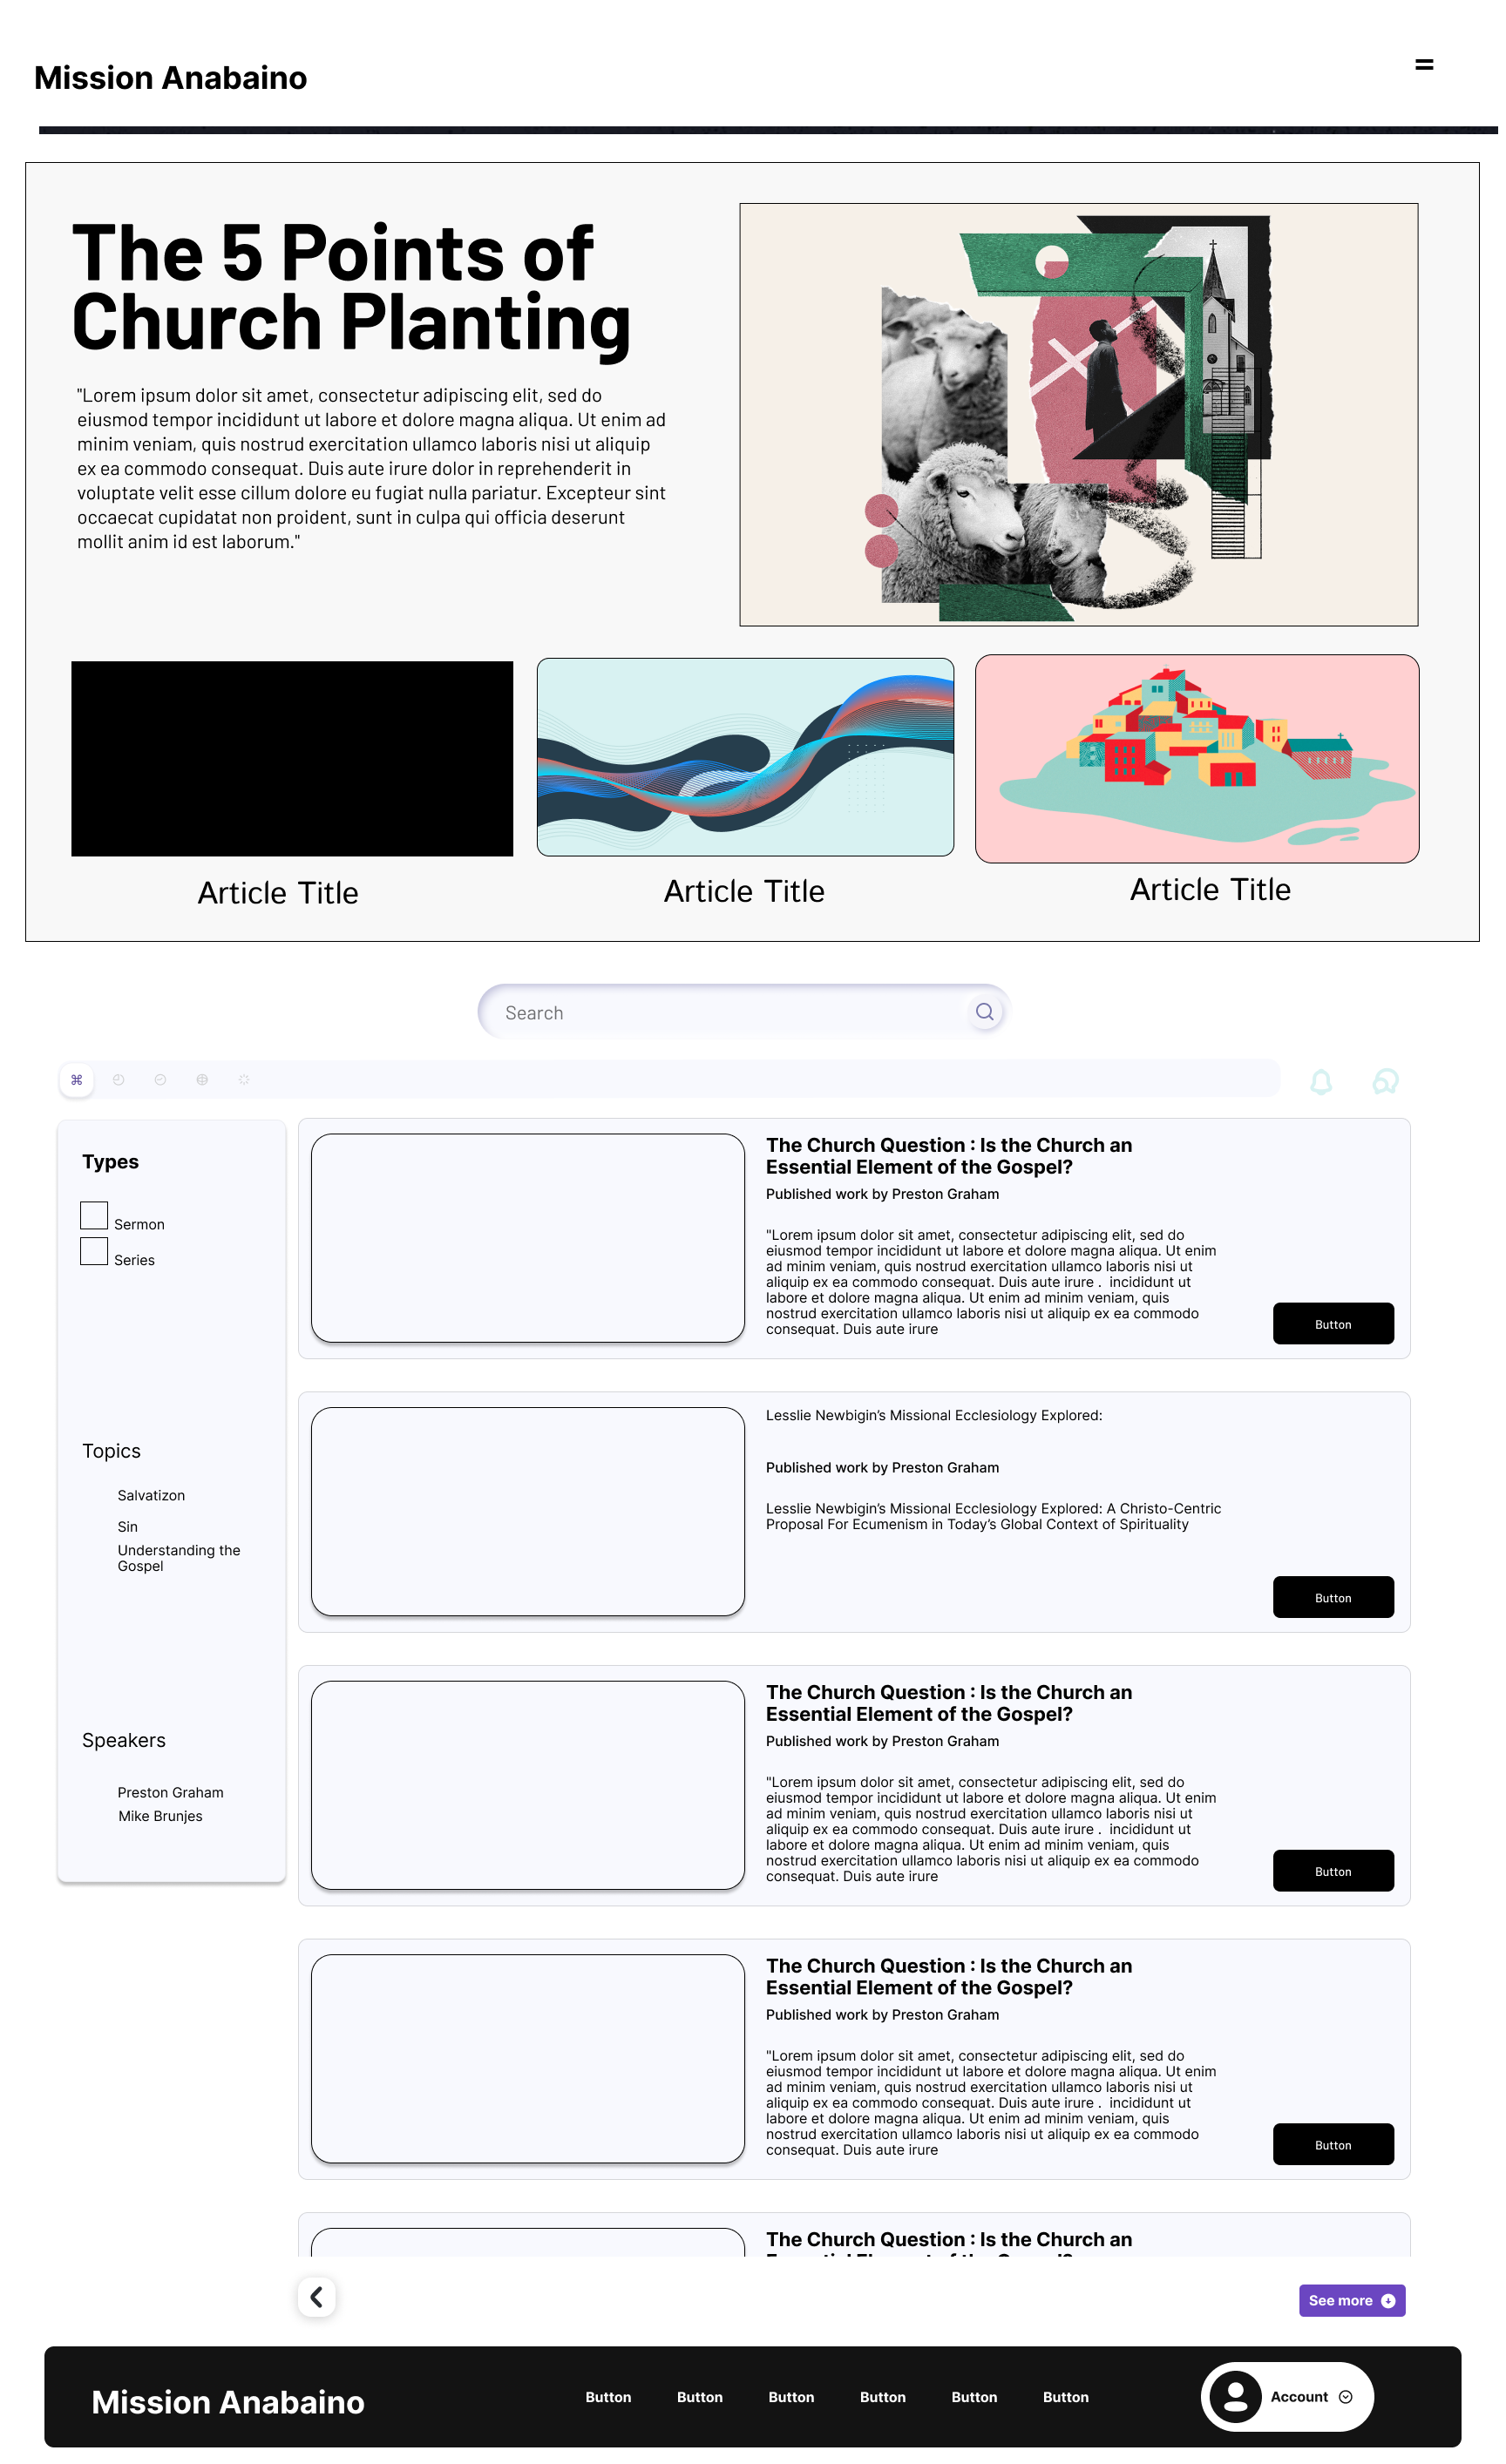 Mission Anabaino
The 5 Points of
Church Planting
"Lorem ipsum dolor sit amet, consectetur adipiscing elit, sed do
eiusmod tempor incididunt ut labore et dolore magna aliqua. Ut enim ad
minim veniam, quis nostrud exercitation ullamco laboris nisi ut aliquip
ex ea commodo consequat. Duis aute irure dolor in reprehenderit in
voluptate velit esse cillum dolore eu fugiat nulla pariatur. Excepteur sint
occaecat cupidatat non proident, sunt in culpa qui officia deserunt
mollit anim id est laborum."
Article Title
Article Title
Article Title
Search
Types
Sermon
Series
Topics
Salvatizon
Sin
Understanding the
Gospel
Speakers
Preston Graham
Mike Brunjes
The Church Question : Is the Church an
Essential Element of the Gospel?
Published work by Preston Graham
"Lorem ipsum dolor sit amet, consectetur adipiscing elit, sed do
eiusmod tempor incididunt ut labore et dolore magna aliqua. Ut enim
ad minim veniam, quis nostrud exercitation ullamco laboris nisi ut
aliquip ex ea commodo consequat. Duis aute irure .  incididunt ut
labore et dolore magna aliqua. Ut enim ad minim veniam, quis
nostrud exercitation ullamco laboris nisi ut aliquip ex ea commodo
consequat. Duis aute irure
Button
Lesslie Newbigin’s Missional Ecclesiology Explored:
Published work by Preston Graham
Lesslie Newbigin’s Missional Ecclesiology Explored: A Christo-Centric
Proposal For Ecumenism in Today’s Global Context of Spirituality
Button
The Church Question : Is the Church an
Essential Element of the Gospel?
Published work by Preston Graham
"Lorem ipsum dolor sit amet, consectetur adipiscing elit, sed do
eiusmod tempor incididunt ut labore et dolore magna aliqua. Ut enim
ad minim veniam, quis nostrud exercitation ullamco laboris nisi ut
aliquip ex ea commodo consequat. Duis aute irure .  incididunt ut
labore et dolore magna aliqua. Ut enim ad minim veniam, quis
nostrud exercitation ullamco laboris nisi ut aliquip ex ea commodo
consequat. Duis aute irure
Button
The Church Question : Is the Church an
Essential Element of the Gospel?
Published work by Preston Graham
"Lorem ipsum dolor sit amet, consectetur adipiscing elit, sed do
eiusmod tempor incididunt ut labore et dolore magna aliqua. Ut enim
ad minim veniam, quis nostrud exercitation ullamco laboris nisi ut
aliquip ex ea commodo consequat. Duis aute irure .  incididunt ut
labore et dolore magna aliqua. Ut enim ad minim veniam, quis
nostrud exercitation ullamco laboris nisi ut aliquip ex ea commodo
consequat. Duis aute irure
Button
The Church Question : Is the Church an
See more
Mission Anabaino
Button Button Button Button Button Button
Account